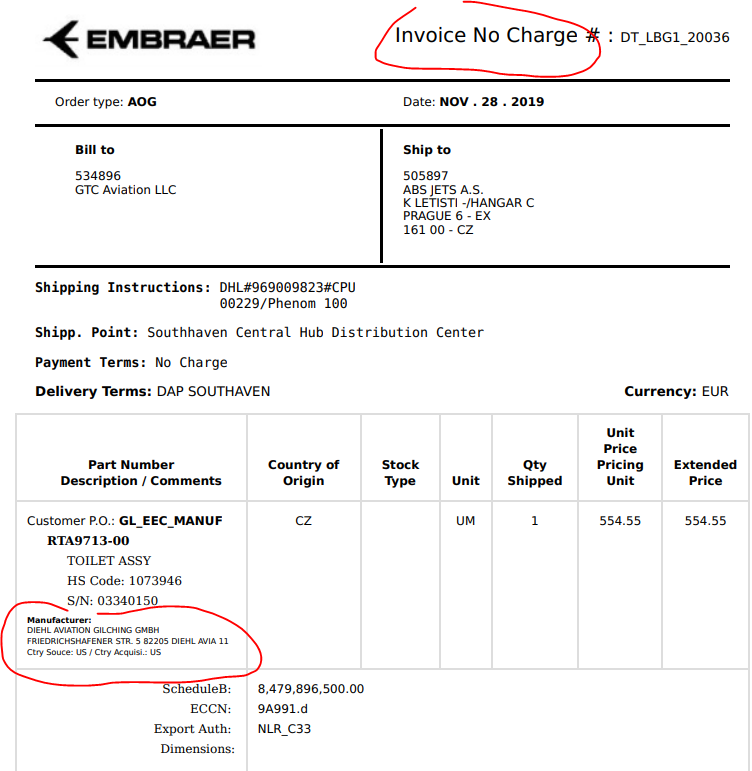 EMBRAER
Invoice No Charge # : DT_LBG1_20036
Order type: AOG
Date: NOV . 28 . 2019
Bill to
534896
GTC Aviation LLC
Ship to
505897
ABS JETS A.S.
K LETISTI -/HANGAR C
PRAGUE 6 - EX
161 00 - CZ
Shipping Instructions: DHL#969009823#CPU
00229/Phenom 100
Shipp. Point: Southhaven Central Hub Distribution Center
Payment Terms: No Charge
Delivery Terms: DAP SOUTHAVEN
Currency: EUR
Part Number
Description / Comments
Country of
Origin
Stock
Type
Unit
Qty
Shipped
Unit
Price
Pricing
Unit
Extended
Price
Customer P.O.: GL_EEC_MANUF
CZ
UM
1
554.55
554.55
RTA9713-00
TOILET ASSY
HS Code: 1073946
S/N: 03340150
Manufacturer:
DIEHL AVIATION GILCHING GMBH
FRIEDRICHSHAFENER STR. 5 82205 DIEHL AVIA 11
Ctry Souce: US / Ctry Acquisi.: US
ScheduleB: 8,479,896,500.00
ECCN: 9A991.d
Export Auth: NLR_C33
Dimensions: